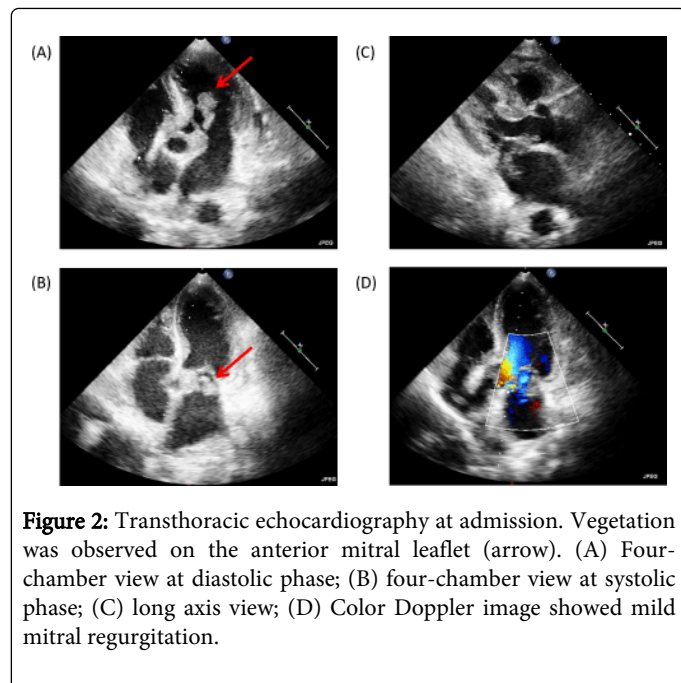 (A)
(C)
JPEG
JPEG
(B)
(D)
JPEG
JPEG
Figure 2: Transthoracic echocardiography at admission. Vegetation
was observed on the anterior mitral leaflet (arrow). (A) Four-
chamber view at diastolic phase; (B) four-chamber view at systolic
phase; (C) long axis view; (D) Color Doppler image showed mild
mitral regurgitation.